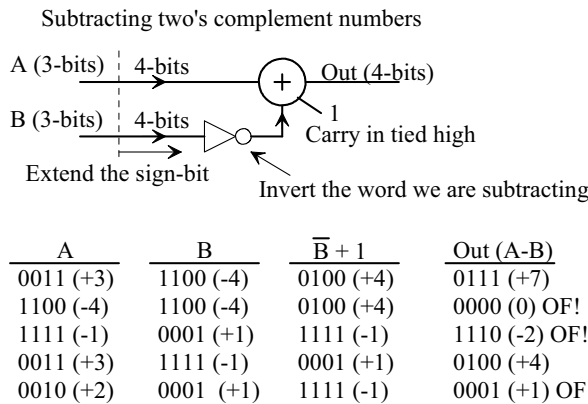 Subtracting two's complement numbers
A (3-bits) 4-bits Out (4-bits)
+
1
B (3-bits) 4-bits
Carry in tied high
Extend the sign-bit
Invert the word we are subtracting
A B B̅ + 1 Out (A-B)
0011 (+3) 1100 (-4) 0100 (+4) 0111 (+7)
1100 (-4) 1100 (-4) 0100 (+4) 0000 (0) OF!
1111 (-1) 0001 (+1) 1111 (-1) 1110 (-2) OF!
0011 (+3) 1111 (-1) 0001 (+1) 0100 (+4)
0010 (+2) 0001 (+1) 1111 (-1) 0001 (+1) OF